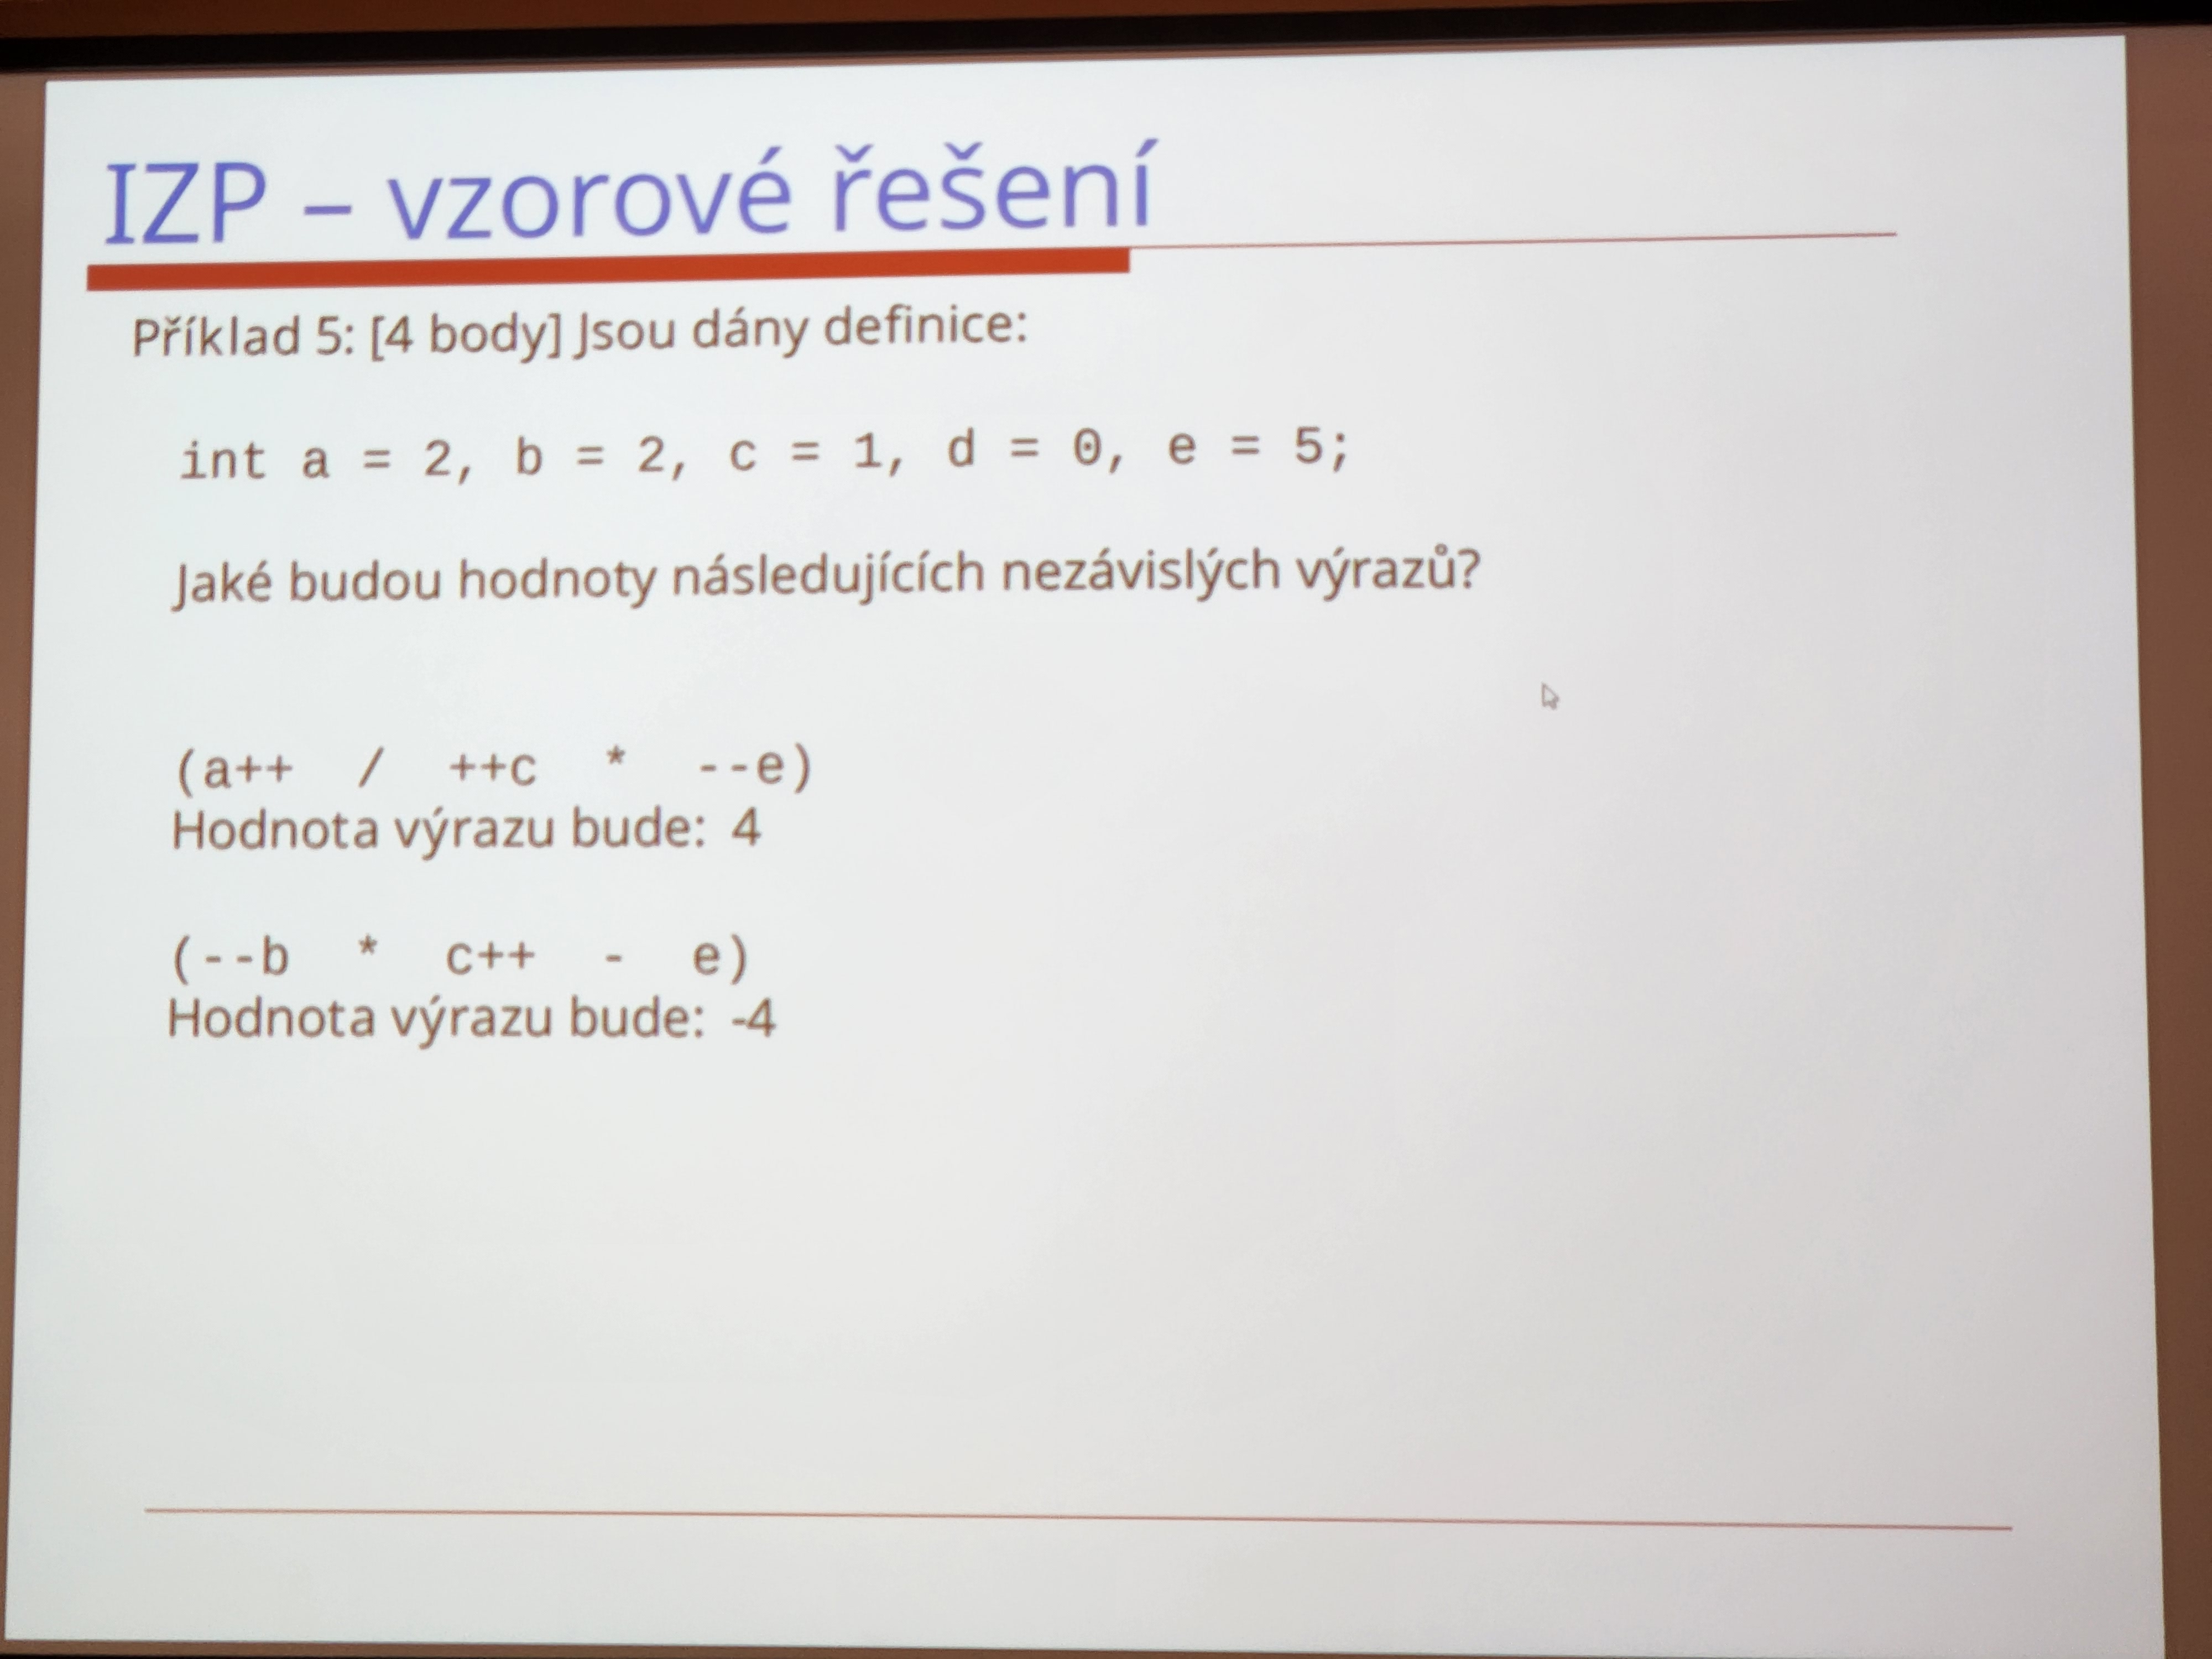 IZP – vzorové řešení
Příklad 5: [4 body] Jsou dány definice:
int a = 2, b = 2, c = 1, d = 0, e = 5;
Jaké budou hodnoty následujících nezávislých výrazů?
(a++ / ++c * --e)
Hodnota výrazu bude: 4
(--b * c++ - e)
Hodnota výrazu bude: -4